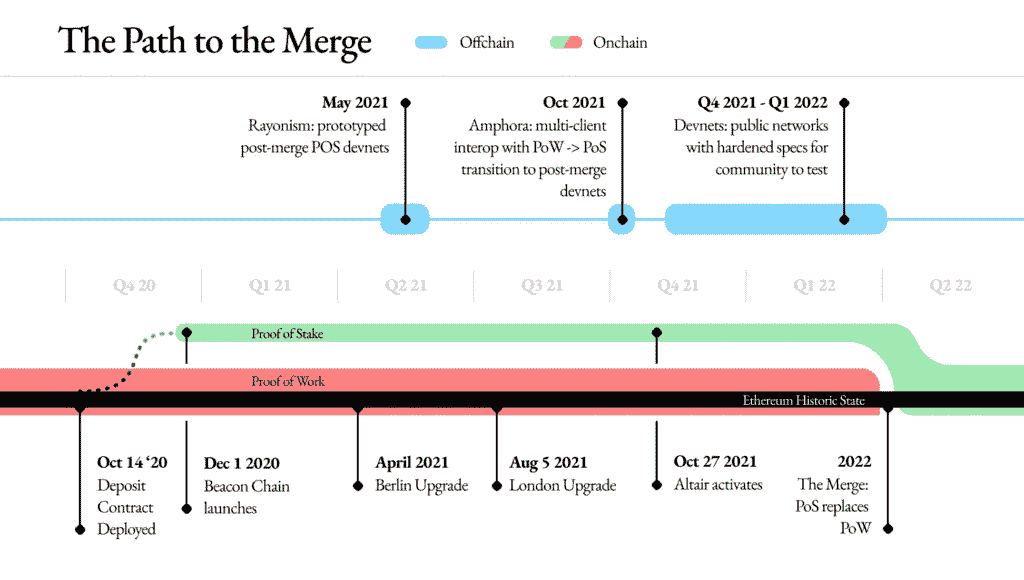 The Path to the Merge
Offchain
Onchain
May 2021
Rayonism: prototyped
post-merge POS devnets
Oct 2021
Amphora: multi-client
interop with PoW -> PoS
transition to post-merge
devnets
Q4 2021 - Q1 2022
Devnets: public networks
with hardened specs for
community to test
Q4 20
Q1 21
Q2 21
Q3 21
Q4 21
Q1 22
Q2 22
Proof of Stake
Proof of Work
Ethereum Historic State
Oct 14 ‘20
Deposit
Contract
Deployed
Dec 1 2020
Beacon Chain
launches
April 2021
Berlin Upgrade
Aug 5 2021
London Upgrade
Oct 27 2021
Altair activates
2022
The Merge:
PoS replaces
PoW